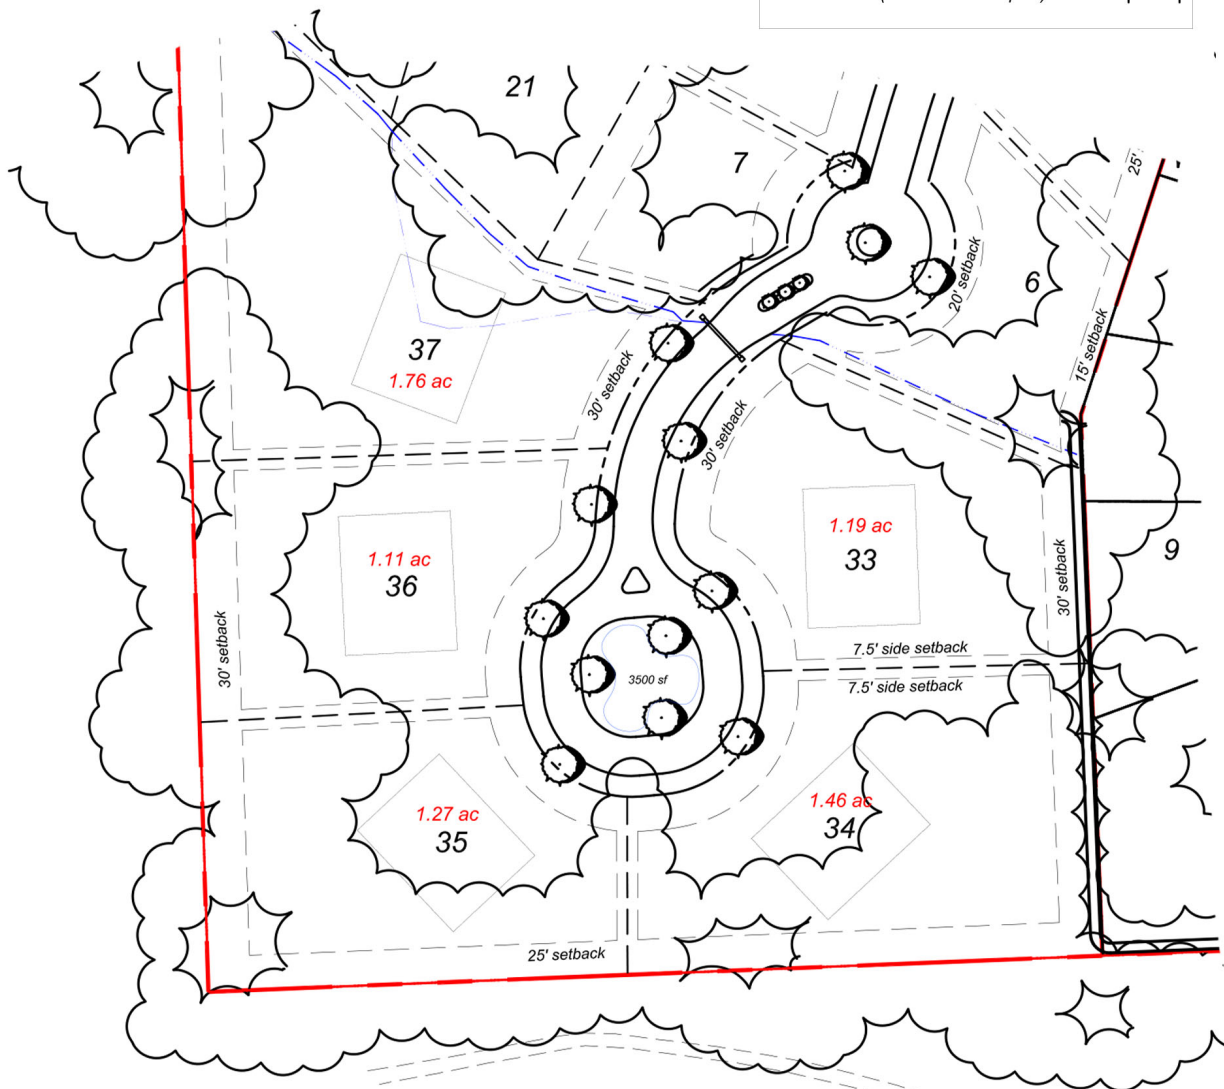 21
7
25'
20' setback
6
15' setback
30' setback
37
1.76 ac
30' setback
1.19 ac
33
9
1.11 ac
36
30' setback
30' setback
7.5' side setback
7.5' side setback
3500 sf
1.27 ac
35
1.46 ac
34
25' setback